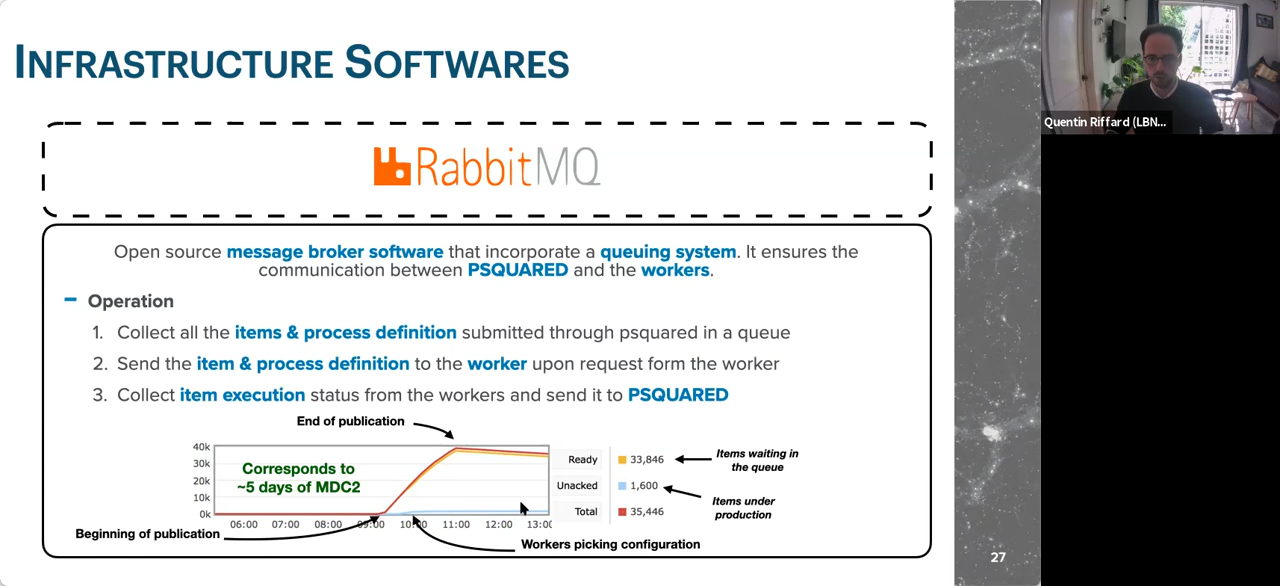 INFRASTRUCTURE SOFTWARES
Quentin Riffard (LBN...
RabbitMQ
Open source message broker software that incorporate a queuing system. It ensures the
communication between PSQUARED and the workers.
– Operation
1. Collect all the items & process definition submitted through psquared in a queue
2. Send the item & process definition to the worker upon request form the worker
3. Collect item execution status from the workers and send it to PSQUARED
End of publication
40k
30k
20k
10k
0k
Corresponds to
~5 days of MDC2
Ready 33,846
Items waiting in
the queue
Unacked 1,600
Items under
production
Total 35,446
06:00 07:00 08:00 09:00 10:00 11:00 12:00 13:00
Beginning of publication
Workers picking configuration
27